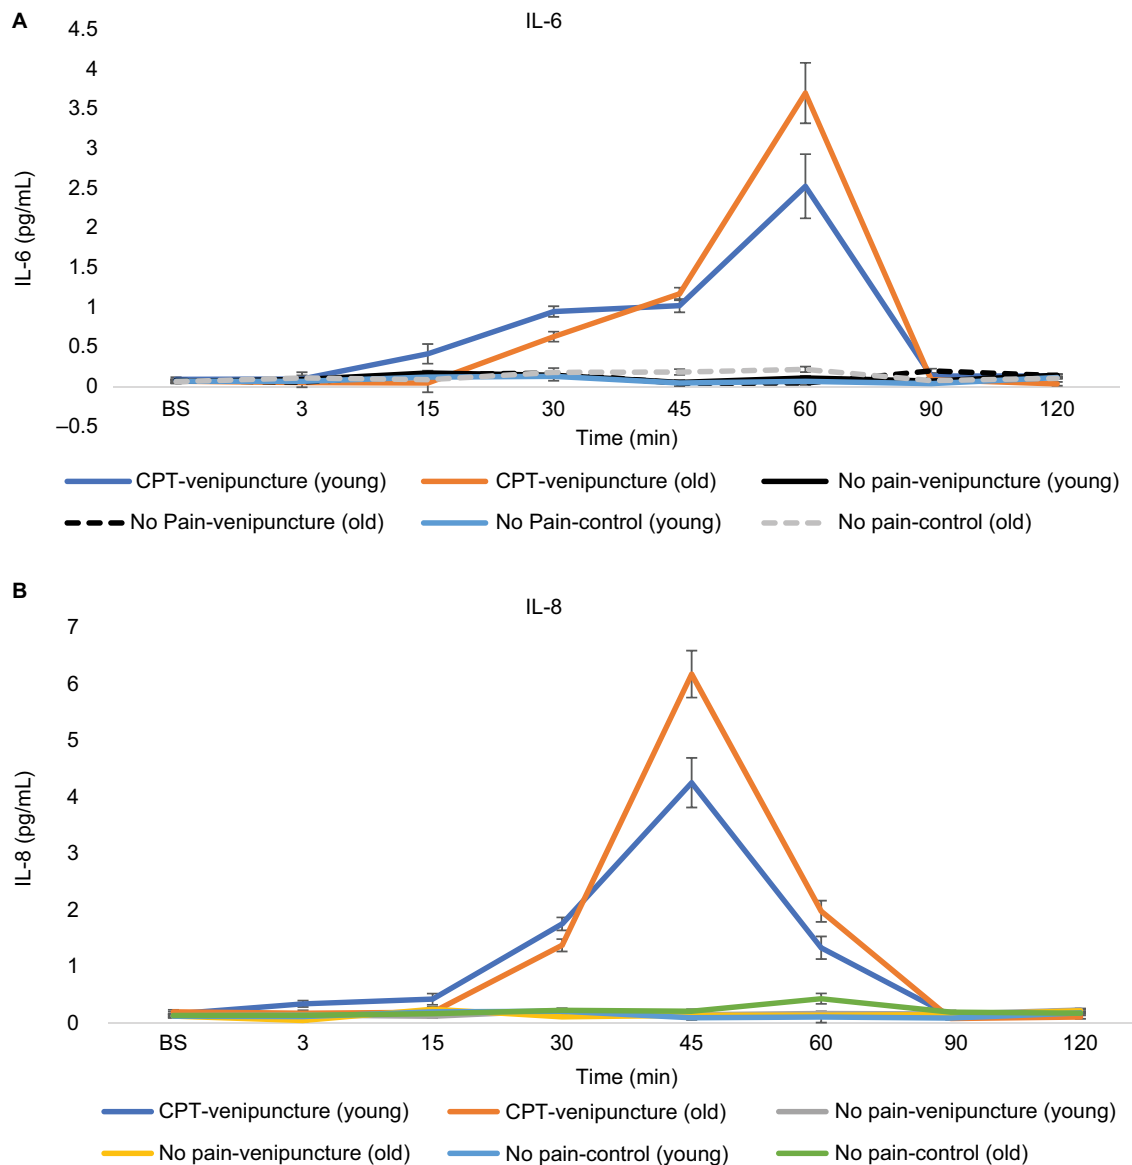 A
IL-6
4.5
4
3.5
3
2.5
2
1.5
1
0.5
0
–0.5
IL-6 (pg/mL)
BS 3 15 30 45 60 90 120
Time (min)
CPT-venipuncture (young) CPT-venipuncture (old) No pain-venipuncture (young)
No Pain-venipuncture (old) No Pain-control (young) No pain-control (old)
B
IL-8
7
6
5
4
3
2
1
0
IL-8 (pg/mL)
BS 3 15 30 45 60 90 120
Time (min)
CPT-venipuncture (young) CPT-venipuncture (old) No pain-venipuncture (young)
No pain-venipuncture (old) No pain-control (young) No pain-control (old)